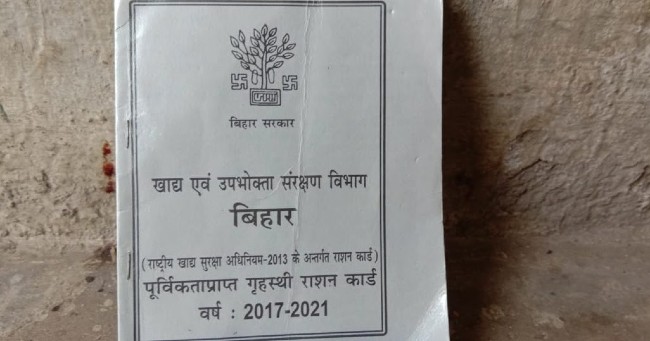 बिहार सरकार
खाद्य एवं उपभोक्ता संरक्षण विभाग
बिहार
( राष्ट्रीय खाद्य सुरक्षा अधिनियम-2013 के अन्तर्गत राशन कार्ड )
पूर्विकताप्राप्त गृहस्थी राशन कार्ड
वर्ष : 2017-2021